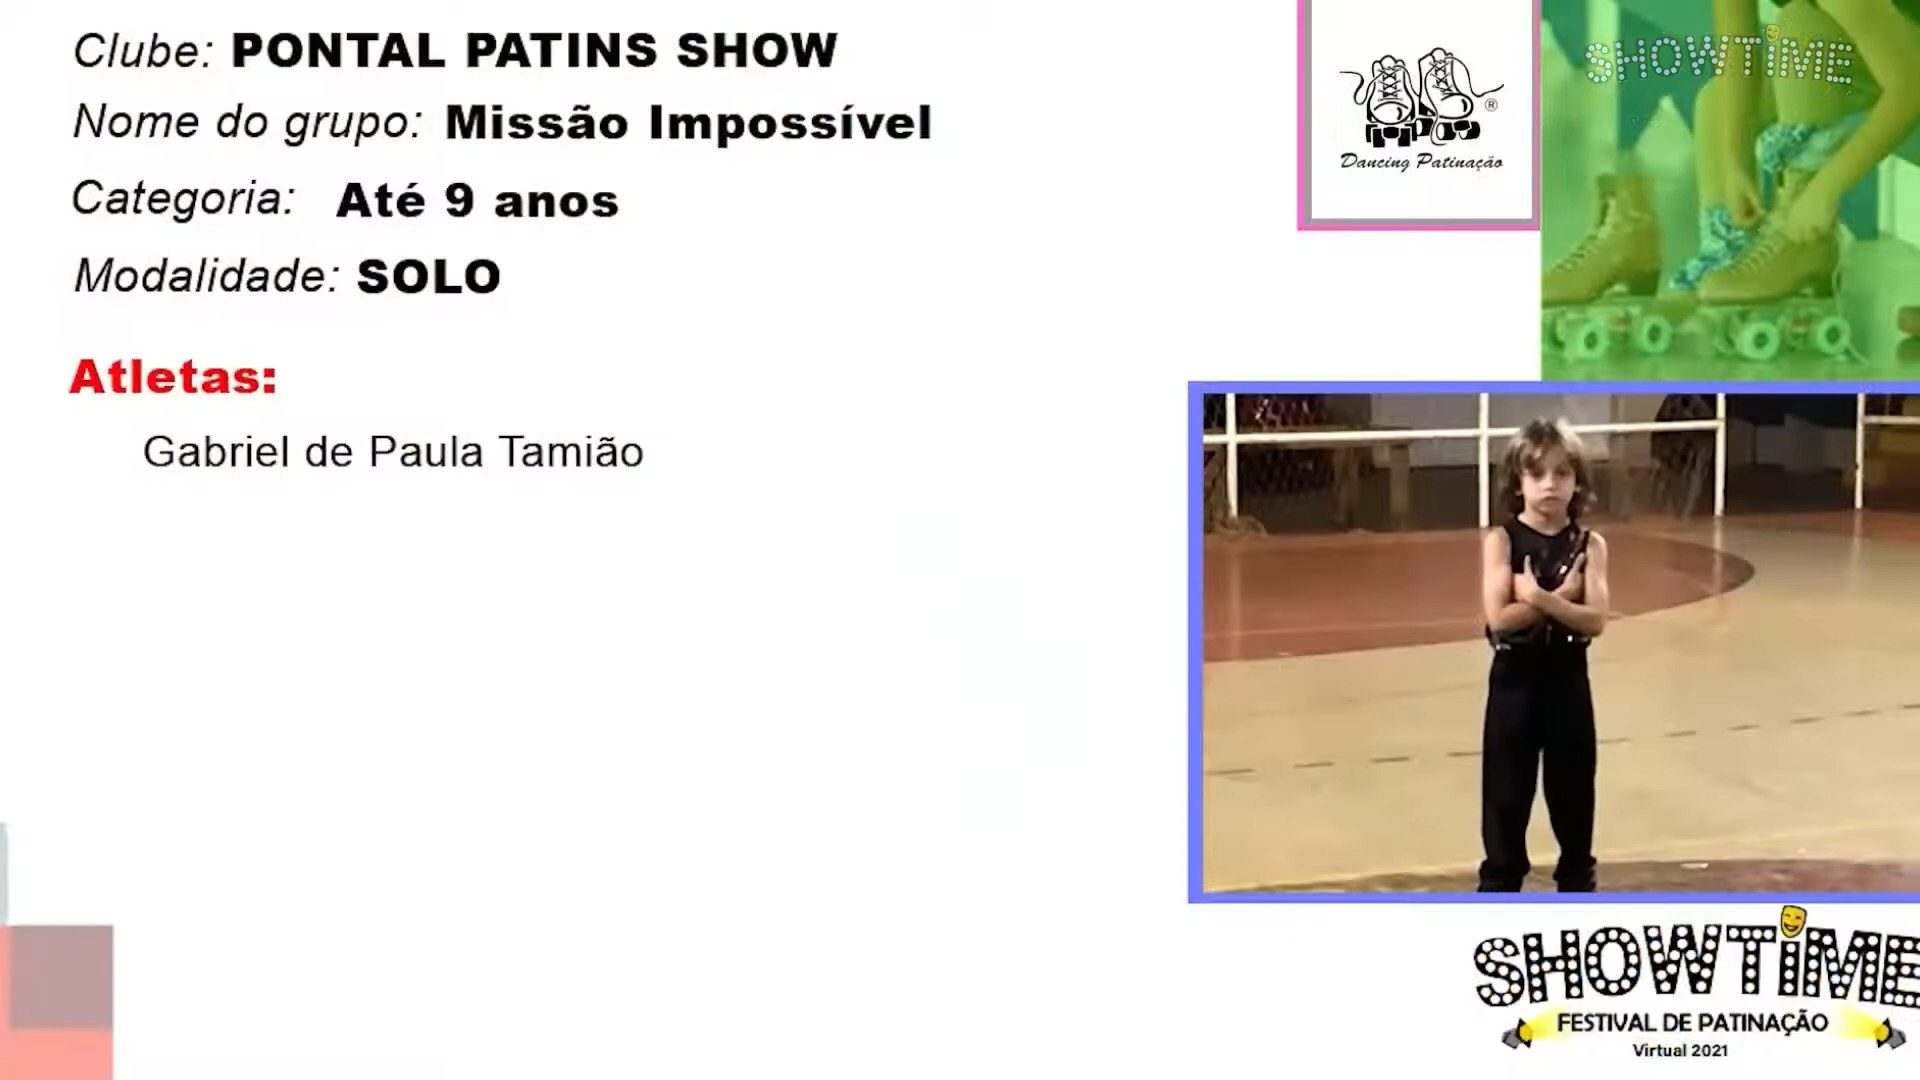 Clube: PONTAL PATINS SHOW
Nome do grupo: Missão Impossível
Categoria: Até 9 anos
Modalidade: SOLO
Atletas:
Gabriel de Paula Tamião
®
Dancing Patinação
SHOWTiME
SHOWTiME
FESTIVAL DE PATINAÇÃO
Virtual 2021